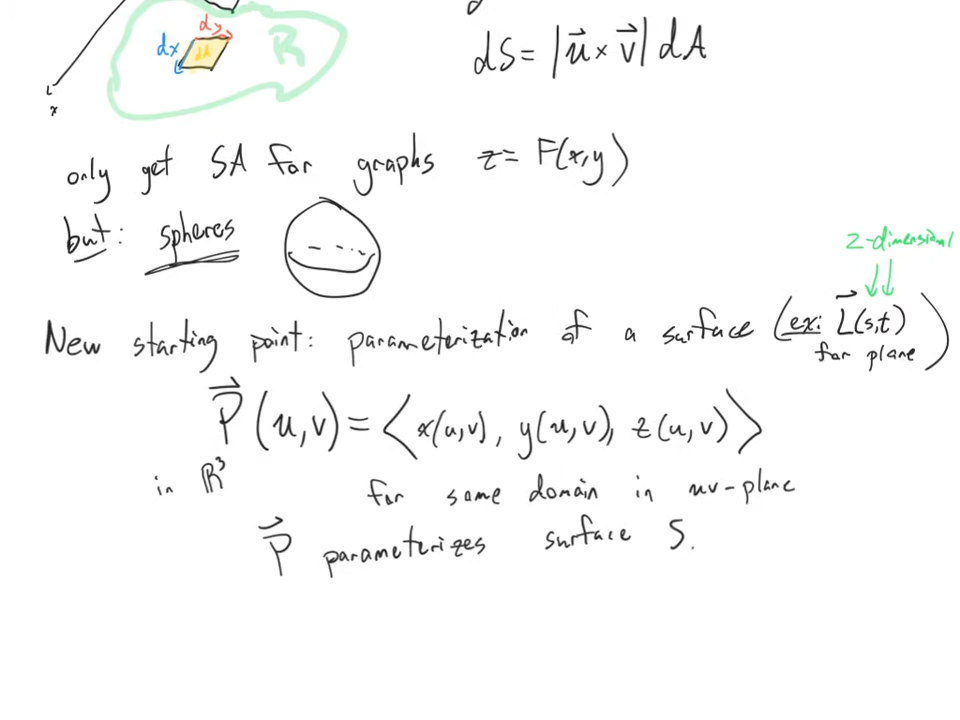 dy
dx
u
R
x
dS = |u⃗ × v⃗| dA
only get SA for graphs z = F(x,y)
but: spheres
2-dimensional
New starting point: parameterization of a surface (ex: L⃗(s,t)
for plane)
P⃗(u,v) = ⟨x(u,v), y(u,v), z(u,v)⟩
in ℝ³
for some domain in uv-plane
P⃗ parameterizes surface S.